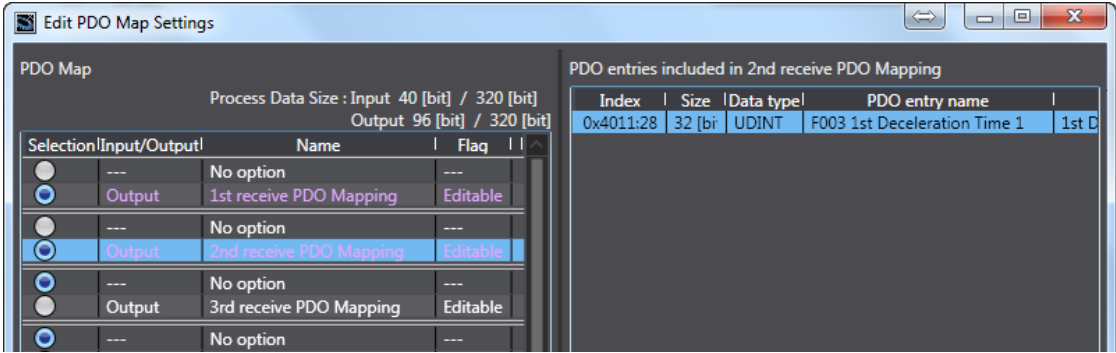 Edit PDO Map Settings
PDO Map
Process Data Size : Input 40 [bit] / 320 [bit]
Output 96 [bit] / 320 [bit]
Selection Input/Output Name Flag
--- No option ---
Output 1st receive PDO Mapping Editable
--- No option ---
Output 2nd receive PDO Mapping Editable
--- No option ---
Output 3rd receive PDO Mapping Editable
--- No option ---
PDO entries included in 2nd receive PDO Mapping
Index Size Data type PDO entry name
0x4011:28 32 [bi UDINT F003 1st Deceleration Time 1 1st D